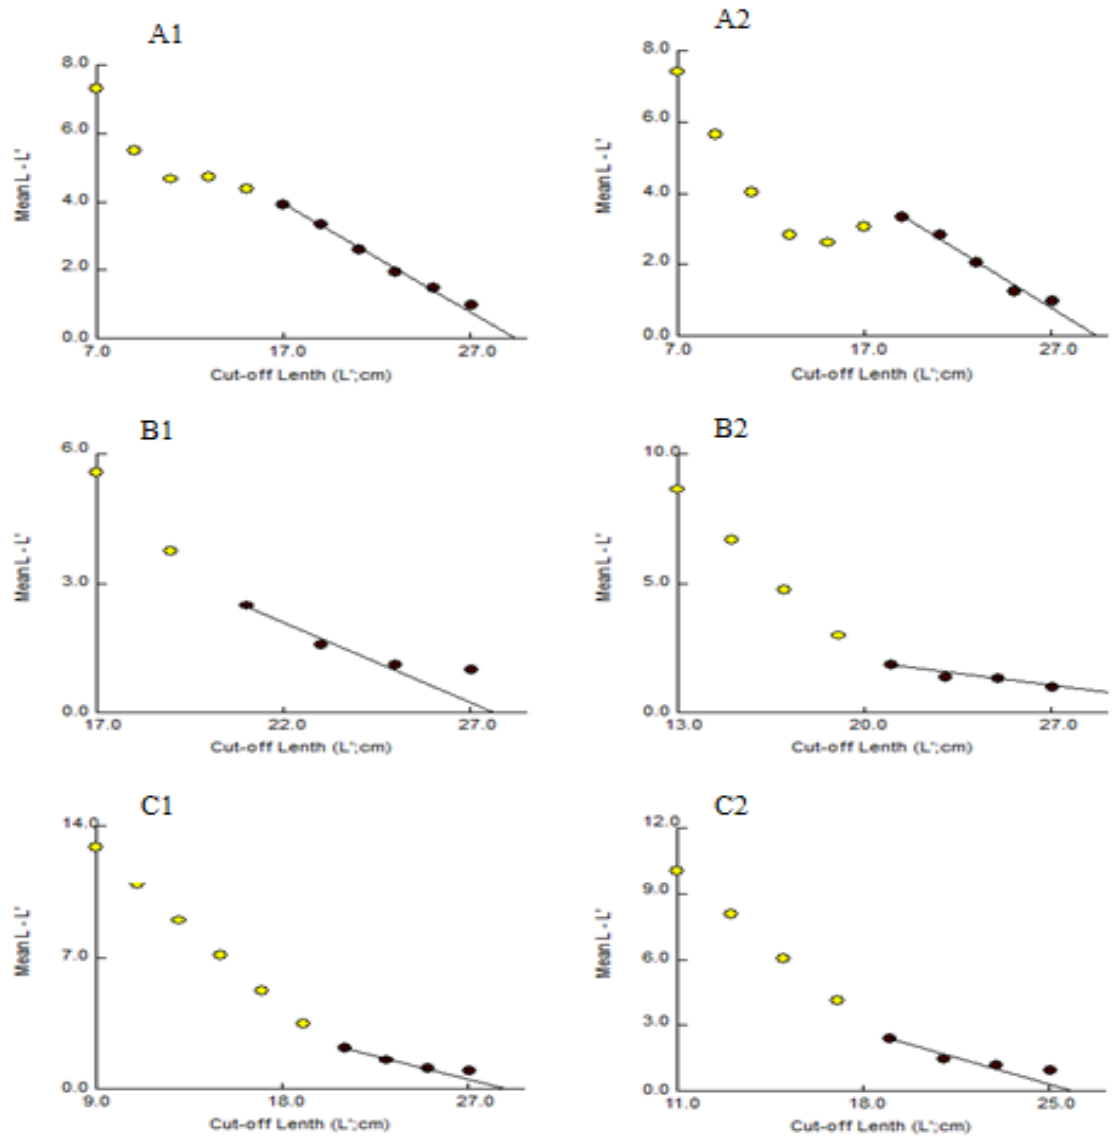 A1
8.0
6.0
4.0
2.0
0.0
7.0 17.0 27.0
Mean L - L'
Cut-off Lenth (L';cm)
A2
8.0
6.0
4.0
2.0
0.0
7.0 17.0 27.0
Mean L - L'
Cut-off Lenth (L';cm)
B1
6.0
3.0
0.0
17.0 22.0 27.0
Mean L - L'
Cut-off Lenth (L';cm)
B2
10.0
5.0
0.0
13.0 20.0 27.0
Mean L - L'
Cut-off Lenth (L';cm)
C1
14.0
7.0
0.0
9.0 18.0 27.0
Mean L - L'
Cut-off Lenth (L';cm)
C2
12.0
9.0
6.0
3.0
0.0
11.0 18.0 25.0
Mean L - L'
Cut-off Lenth (L';cm)